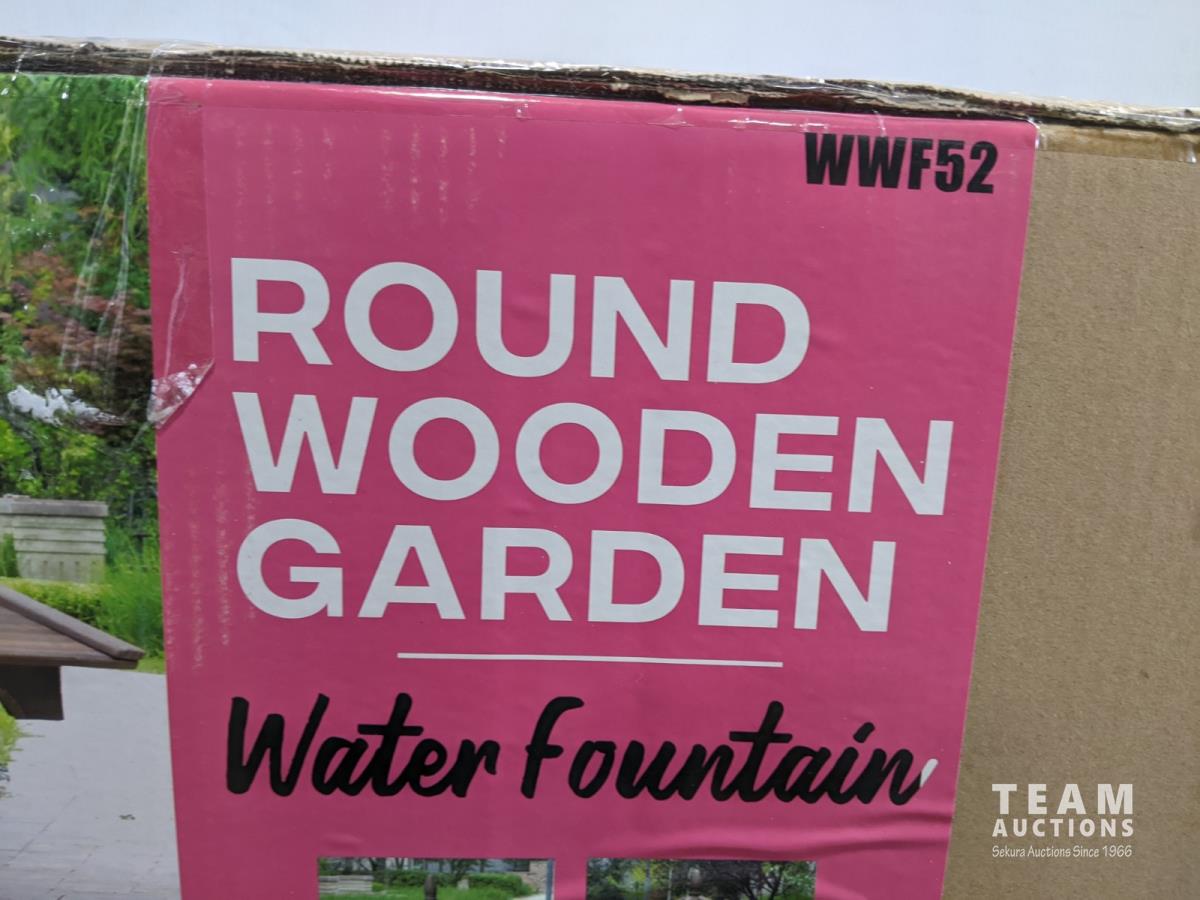 WWF52
ROUND
WOODEN
GARDEN
Water Fountain
TEAM
AUCTIONS
Sekura Auctions Since 1966